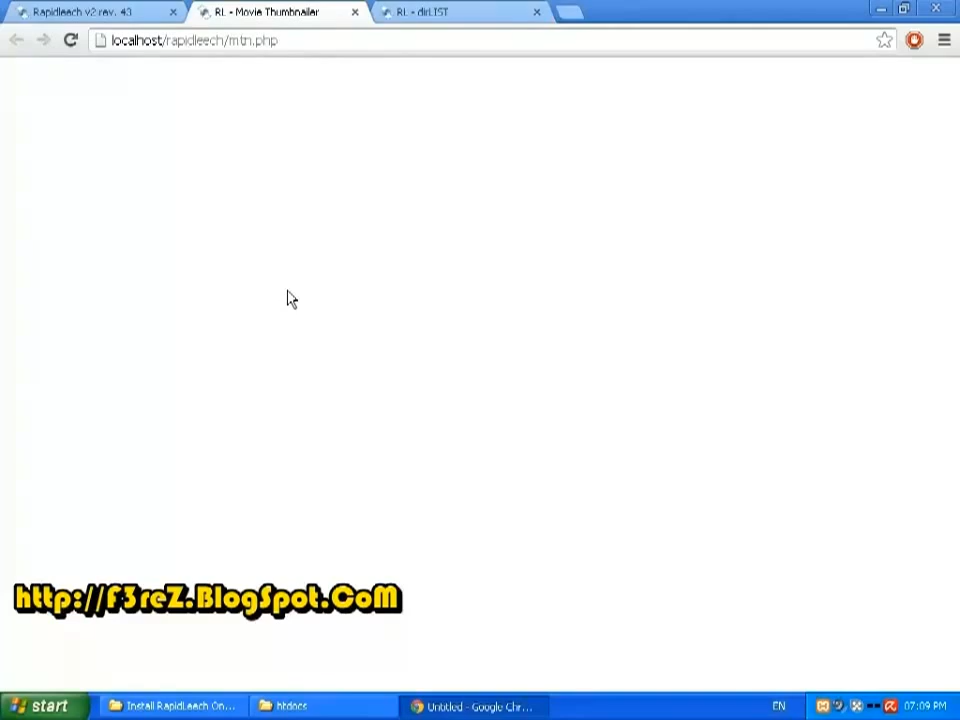 Rapidleech v2 rev. 43
RL - Movie Thumbnailer
RL - dirLIST
localhost/rapidleech/mtn.php
http://F3reZ.BlogSpot.CoM
start
Install RapidLeech On...
htdocs
Untitled - Google Chr...
EN
07:09 PM